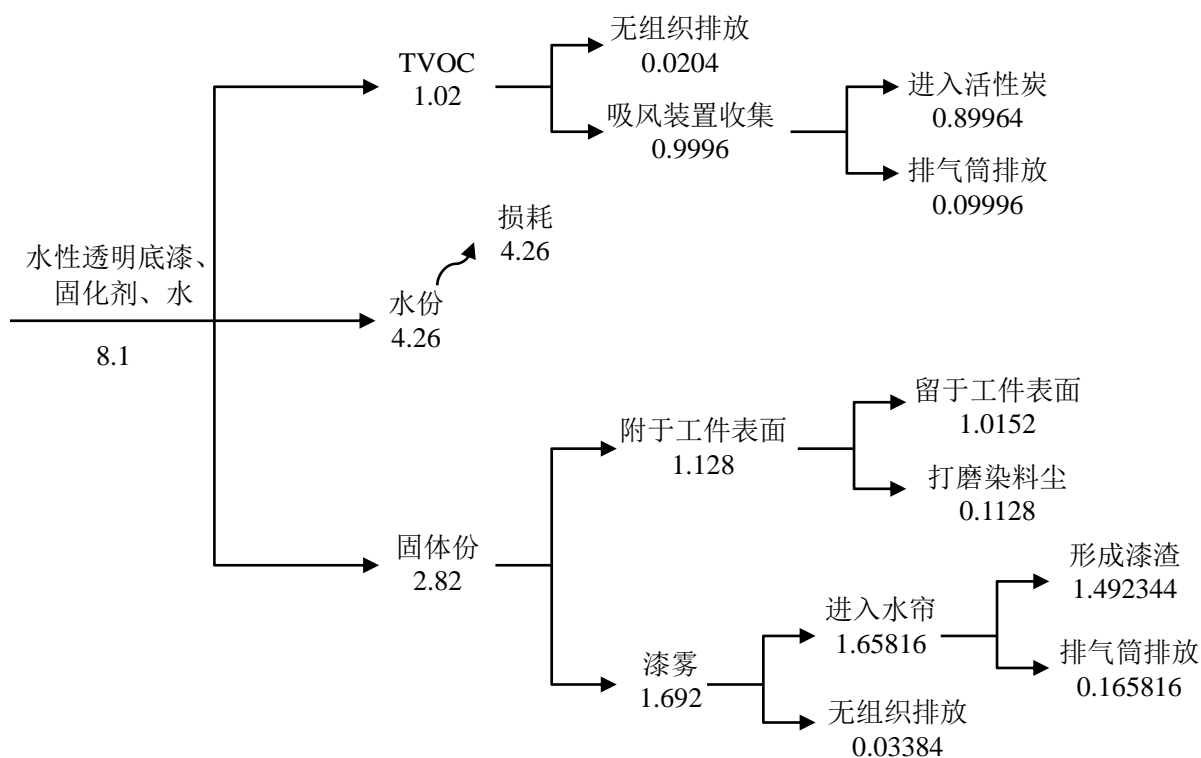 无组织排放
0.0204
TVOC
1.02
进入活性炭
0.89964
吸风装置收集
0.9996
排气筒排放
0.09996
损耗
4.26
水性透明底漆、
固化剂、水
8.1
水份
4.26
留于工件表面
1.0152
附于工件表面
1.128
打磨染料尘
0.1128
固体份
2.82
形成漆渣
1.492344
进入水帘
1.65816
排气筒排放
0.165816
漆雾
1.692
无组织排放
0.03384